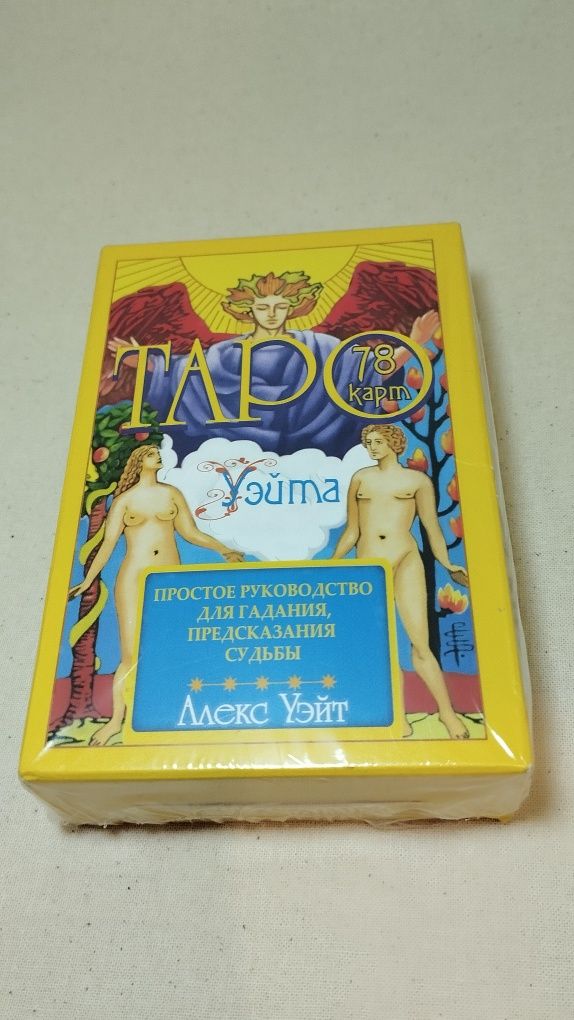 ТАРО
78
карт
Уэйта
ПРОСТОЕ РУКОВОДСТВО
ДЛЯ ГАДАНИЯ,
ПРЕДСКАЗАНИЯ
СУДЬБЫ
Алекс Уэйт